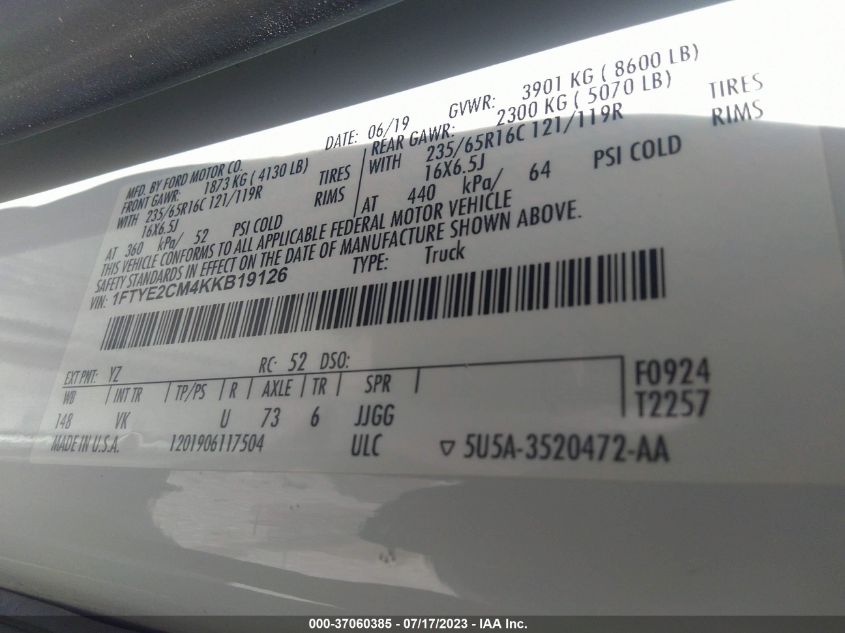 MFD. BY FORD MOTOR CO. DATE: 06/19 GVWR: 3901 KG ( 8600 LB)
FRONT GAWR: 1873 KG ( 4130 LB) REAR GAWR: 2300 KG ( 5070 LB)
WITH 235/65R16C 121/119R TIRES WITH 235/65R16C 121/119R TIRES
16X6.5J RIMS 16X6.5J RIMS
AT 360 kPa/ 52 PSI COLD AT 440 kPa/ 64 PSI COLD
THIS VEHICLE CONFORMS TO ALL APPLICABLE FEDERAL MOTOR VEHICLE
SAFETY STANDARDS IN EFFECT ON THE DATE OF MANUFACTURE SHOWN ABOVE.
VIN: 1FTYE2CM4KKB19126 TYPE: Truck
EXT PNT: YZ RC: 52 DSO:
WB INT TR TP/PS R AXLE TR SPR F0924
148 VK U 73 6 JJGG T2257
MADE IN U.S.A. 1201906117504 ULC ▽ 5U5A-3520472-AA
000-37060385 - 07/17/2023 - IAA Inc.